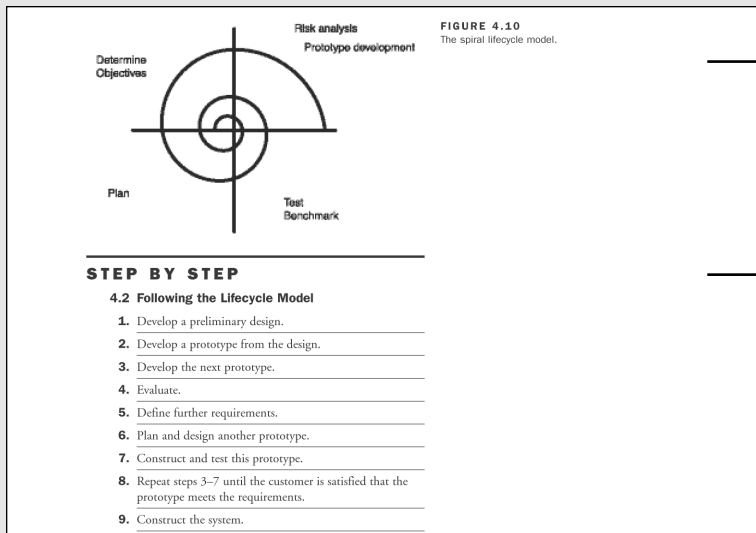 Risk analysis
Prototype development
Determine
Objectives
Plan
Test
Benchmark
FIGURE 4.10
The spiral lifecycle model.
STEP BY STEP
4.2 Following the Lifecycle Model
1. Develop a preliminary design.
2. Develop a prototype from the design.
3. Develop the next prototype.
4. Evaluate.
5. Define further requirements.
6. Plan and design another prototype.
7. Construct and test this prototype.
8. Repeat steps 3–7 until the customer is satisfied that the
prototype meets the requirements.
9. Construct the system.